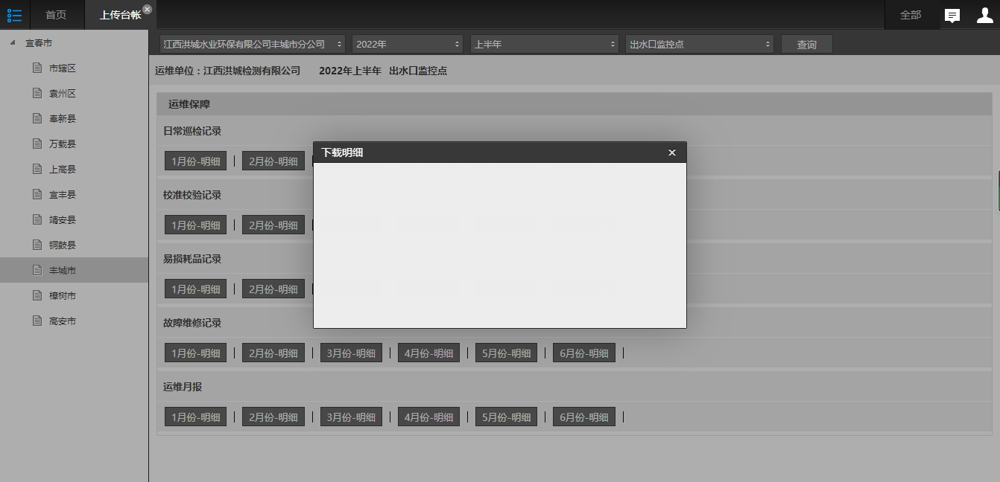 首页
上传台帐
全部
宜春市
市辖区
袁州区
奉新县
万载县
上高县
宜丰县
靖安县
铜鼓县
丰城市
樟树市
高安市
江西洪城水业环保有限公司丰城市分公司
2022年
上半年
出水口监控点
查询
运维单位：江西洪城检测有限公司 2022年上半年 出水口监控点
运维保障
日常巡检记录
1月份-明细 | 2月份-明细 |
校准校验记录
1月份-明细 | 2月份-明细 |
易损耗品记录
1月份-明细 | 2月份-明细 |
故障维修记录
1月份-明细 | 2月份-明细 | 3月份-明细 | 4月份-明细 | 5月份-明细 | 6月份-明细 |
运维月报
1月份-明细 | 2月份-明细 | 3月份-明细 | 4月份-明细 | 5月份-明细 | 6月份-明细 |
下载明细